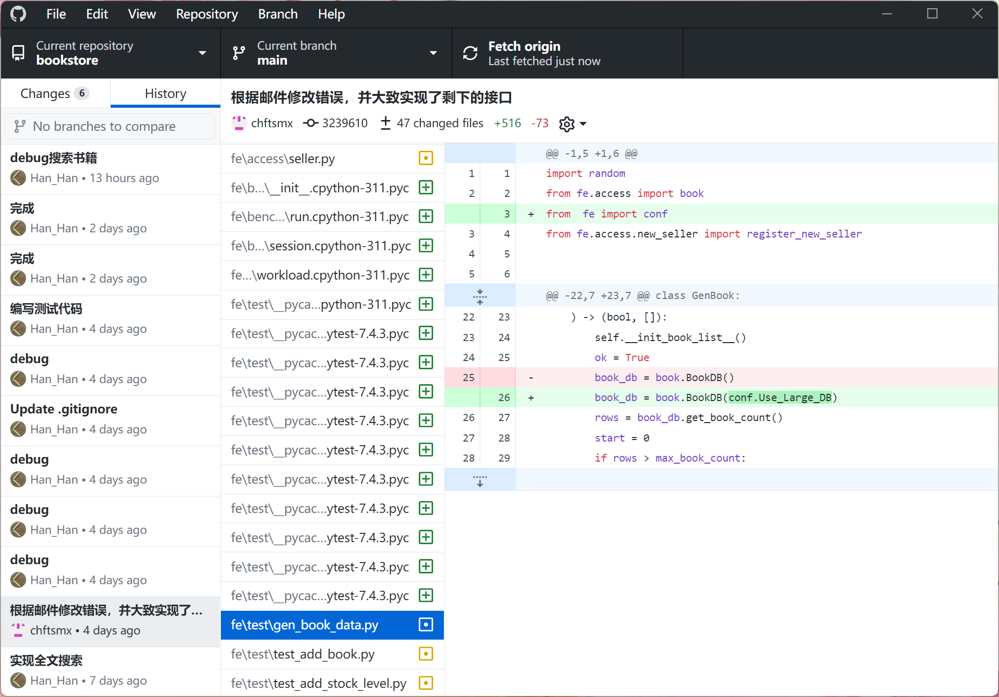 File Edit View Repository Branch Help
Current repository
bookstore
Current branch
main
Fetch origin
Last fetched just now
Changes 6
History
No branches to compare
debug搜索书籍
Han_Han • 13 hours ago
完成
Han_Han • 2 days ago
完成
Han_Han • 2 days ago
编写测试代码
Han_Han • 4 days ago
debug
Han_Han • 4 days ago
Update .gitignore
Han_Han • 4 days ago
debug
Han_Han • 4 days ago
debug
Han_Han • 4 days ago
debug
Han_Han • 4 days ago
根据邮件修改错误，并大致实现了...
chftsmx • 4 days ago
实现全文搜索
Han_Han • 7 days ago
根据邮件修改错误，并大致实现了剩下的接口
chftsmx 3239610 47 changed files +516 -73
fe\access\seller.py
fe\b...\__init__.cpython-311.pyc
fe\benc...\run.cpython-311.pyc
fe\b...\session.cpython-311.pyc
fe...\workload.cpython-311.pyc
fe\test\__pyca...python-311.pyc
fe\test\__pycac...ytest-7.4.3.pyc
fe\test\__pycac...ytest-7.4.3.pyc
fe\test\__pycac...ytest-7.4.3.pyc
fe\test\__pycac...ytest-7.4.3.pyc
fe\test\__pycac...ytest-7.4.3.pyc
fe\test\__pycac...ytest-7.4.3.pyc
fe\test\__pycac...ytest-7.4.3.pyc
fe\test\__pycac...ytest-7.4.3.pyc
fe\test\__pycac...ytest-7.4.3.pyc
fe\test\__pycac...ytest-7.4.3.pyc
fe\test\gen_book_data.py
fe\test\test_add_book.py
fe\test\test_add_stock_level.py
@@ -1,5 +1,6 @@
1 1 import random
2 2 from fe.access import book
3 + from  fe import conf
3 4 from fe.access.new_seller import register_new_seller
4 5
5 6
@@ -22,7 +23,7 @@ class GenBook:
22 23 ) -> (bool, []):
23 24 self.__init_book_list__()
24 25 ok = True
25 - book_db = book.BookDB()
26 + book_db = book.BookDB(conf.Use_Large_DB)
26 27 rows = book_db.get_book_count()
27 28 start = 0
28 29 if rows > max_book_count: